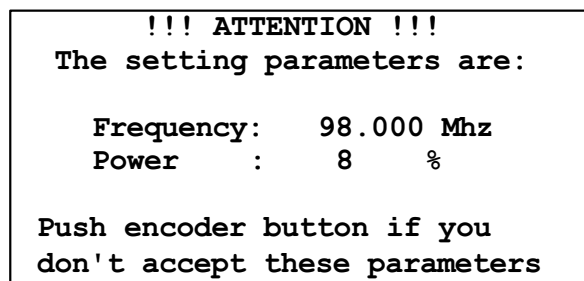 !!! ATTENTION !!!
The setting parameters are:
Frequency: 98.000 Mhz
Power : 8 %
Push encoder button if you
don't accept these parameters